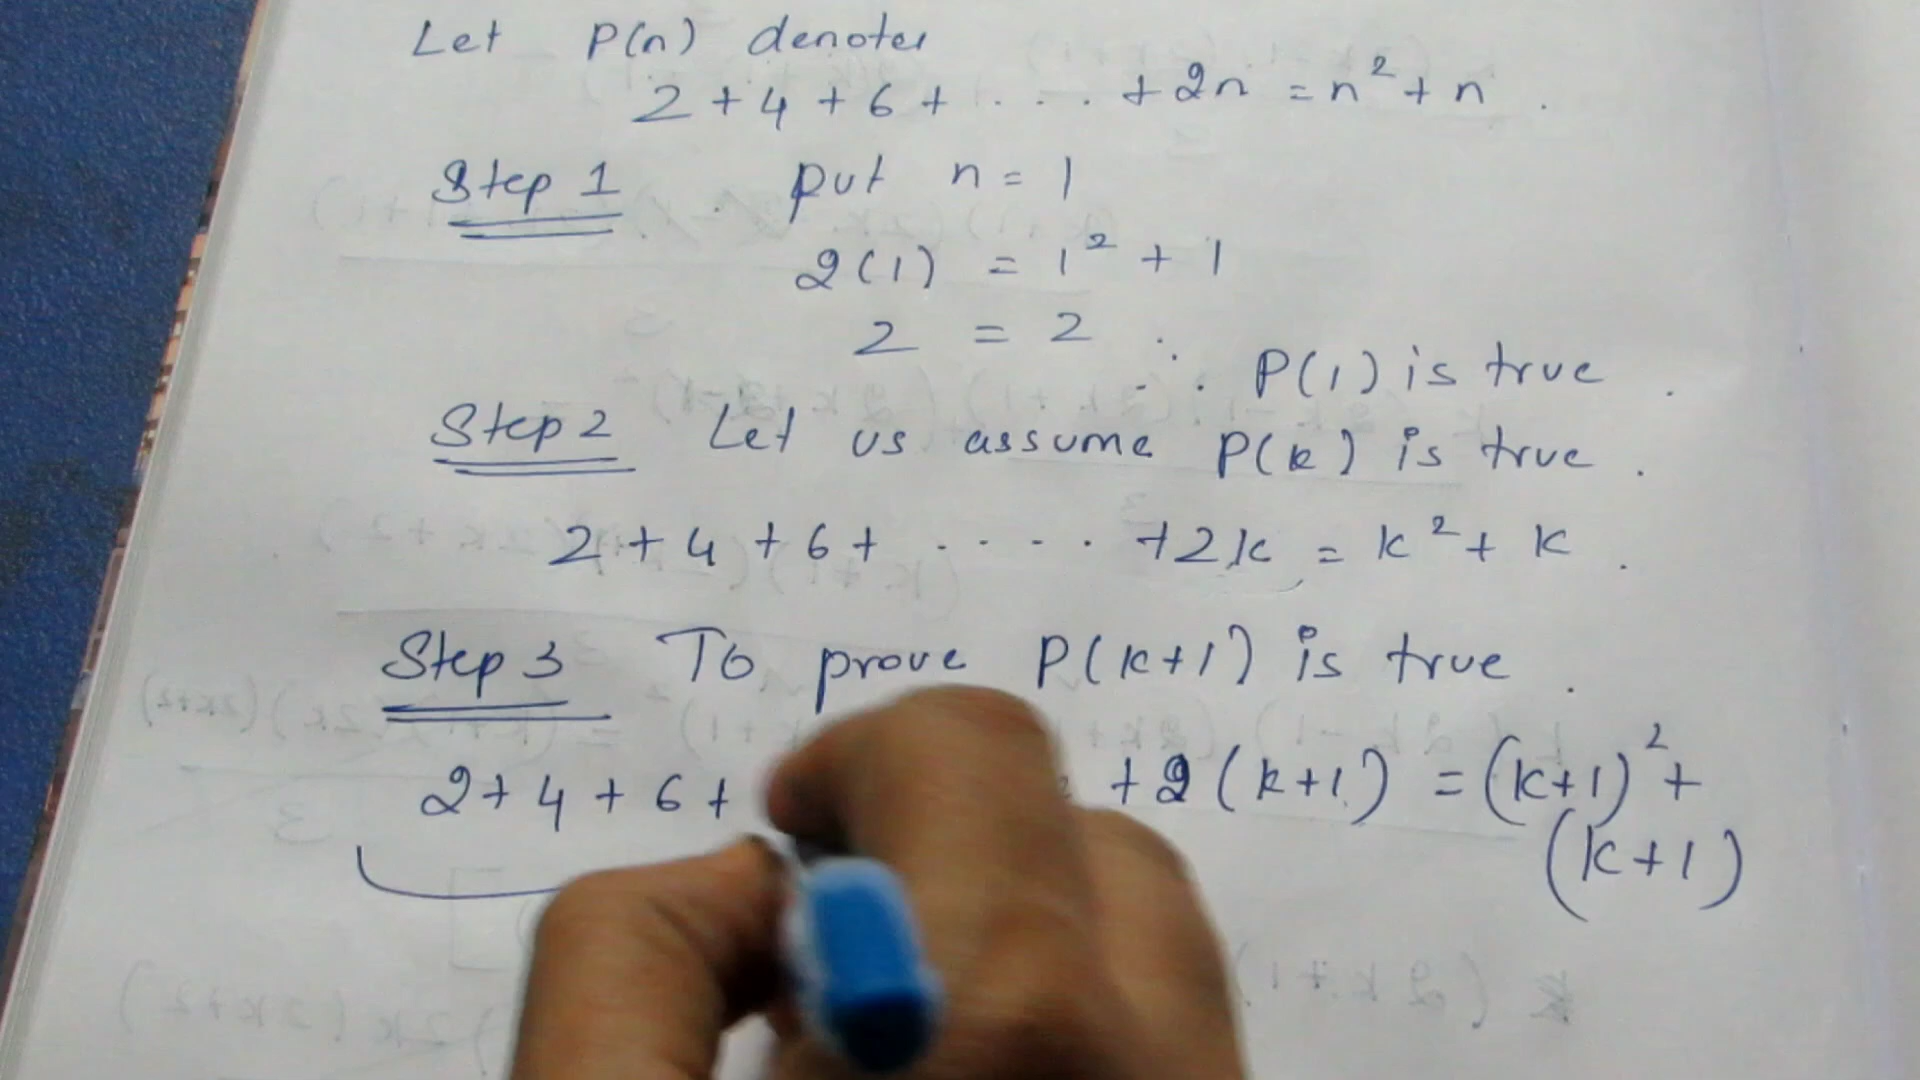 Let P(n) denotes
2 + 4 + 6 + . . . . + 2n = n² + n .
Step 1 put n = 1
2(1) = 1² + 1
2 = 2
∴ P(1) is true .
Step 2 Let us assume P(k) is true .
2 + 4 + 6 + . . . . . +2k = k² + k .
Step 3 To prove P(k+1) is true .
2 + 4 + 6 + + 2(k+1) = (k+1)² +
(k+1)